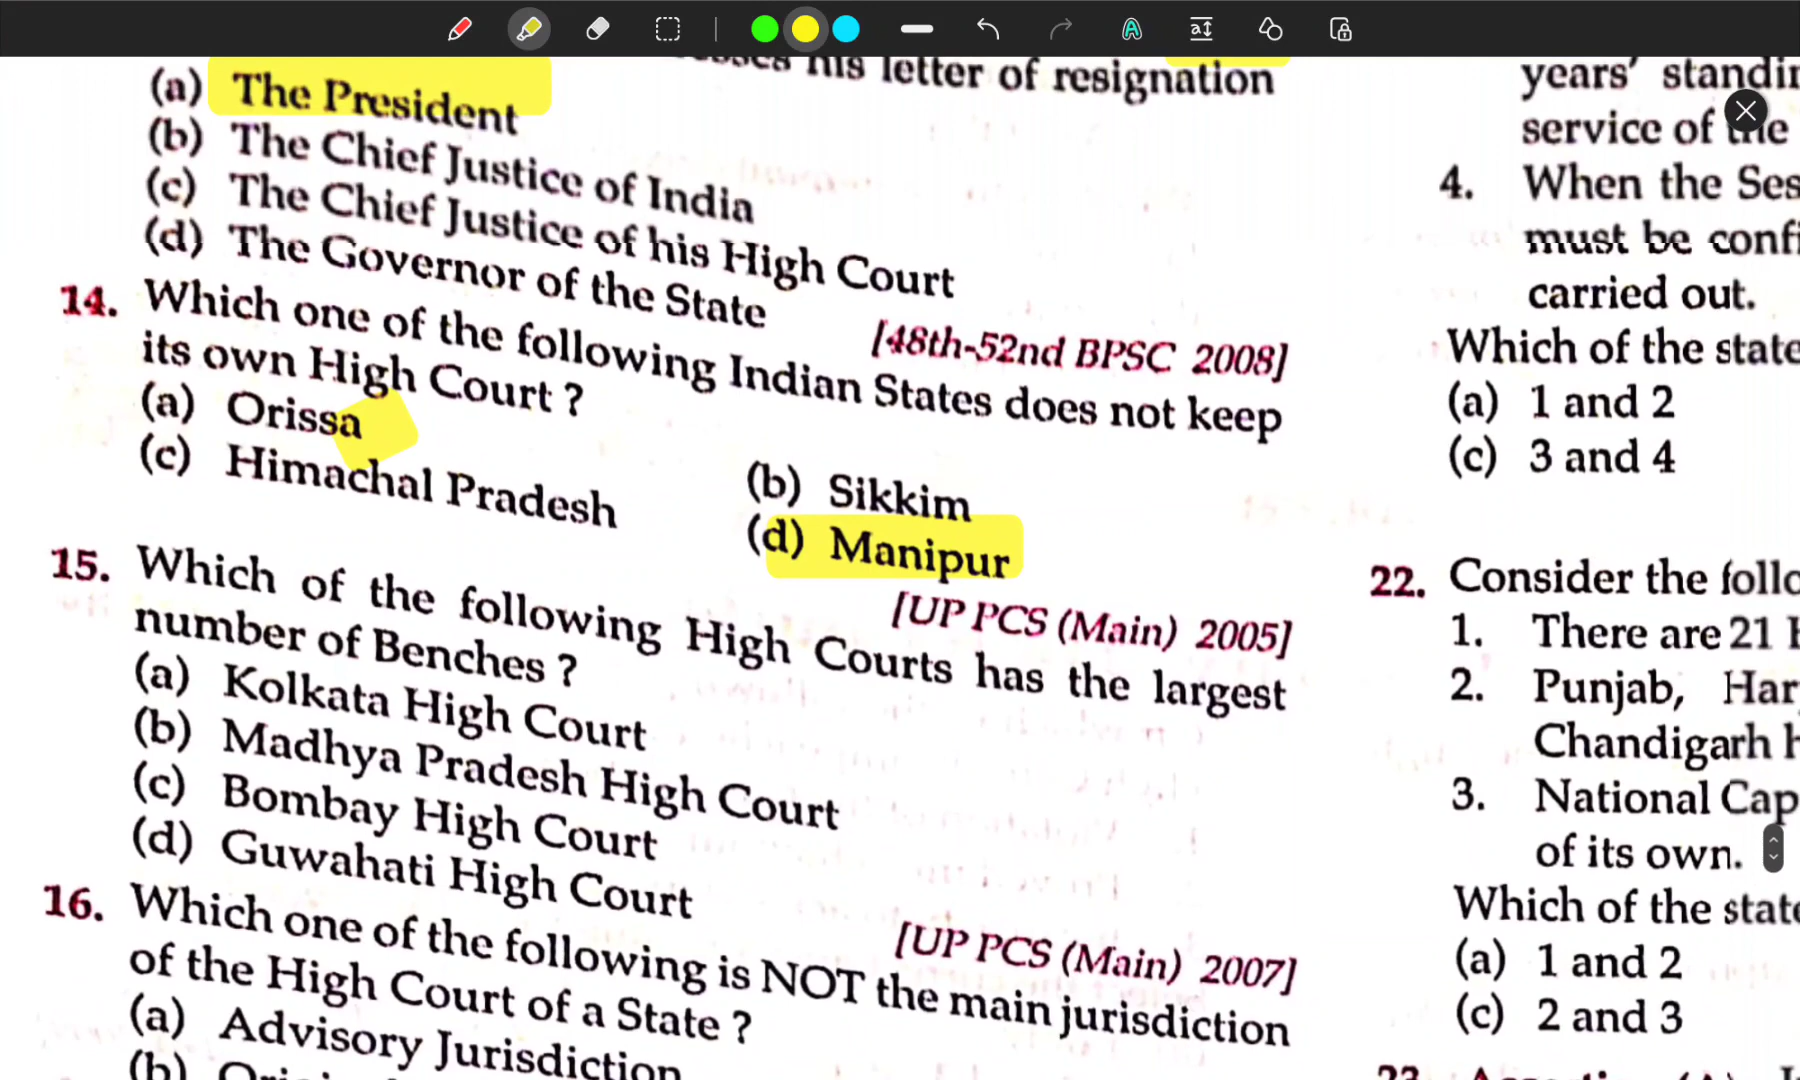 his letter of resignation
(a) The President
(b) The Chief Justice of India
(c) The Chief Justice of his High Court
(d) The Governor of the State
[48th-52nd BPSC 2008]
14. Which one of the following Indian States does not keep
its own High Court ?
(a) Orissa
(b) Sikkim
(c) Himachal Pradesh
(d) Manipur
[UP PCS (Main) 2005]
15. Which of the following High Courts has the largest
number of Benches ?
(a) Kolkata High Court
(b) Madhya Pradesh High Court
(c) Bombay High Court
(d) Guwahati High Court
[UP PCS (Main) 2007]
16. Which one of the following is NOT the main jurisdiction
of the High Court of a State ?
(a) Advisory Jurisdiction
(b)
years' standin
service of the
4. When the Ses
must be confi
carried out.
Which of the state
(a) 1 and 2
(c) 3 and 4
22. Consider the follo
1. There are 21 H
2. Punjab, Har
Chandigarh h
3. National Cap
of its own.
Which of the state
(a) 1 and 2
(c) 2 and 3